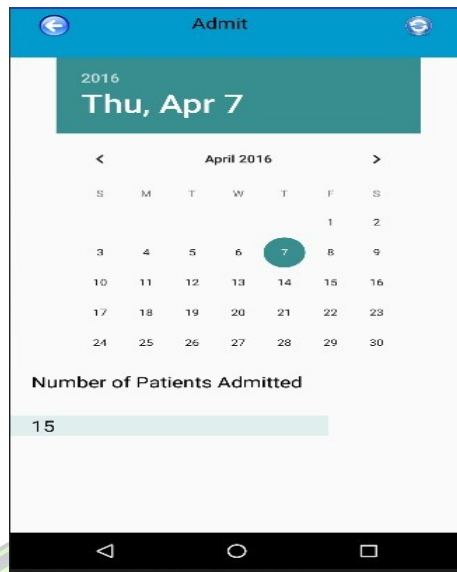 Admit
2016
Thu, Apr 7
< April 2016 >
S M T W T F S
1 2
3 4 5 6 7 8 9
10 11 12 13 14 15 16
17 18 19 20 21 22 23
24 25 26 27 28 29 30
Number of Patients Admitted
15